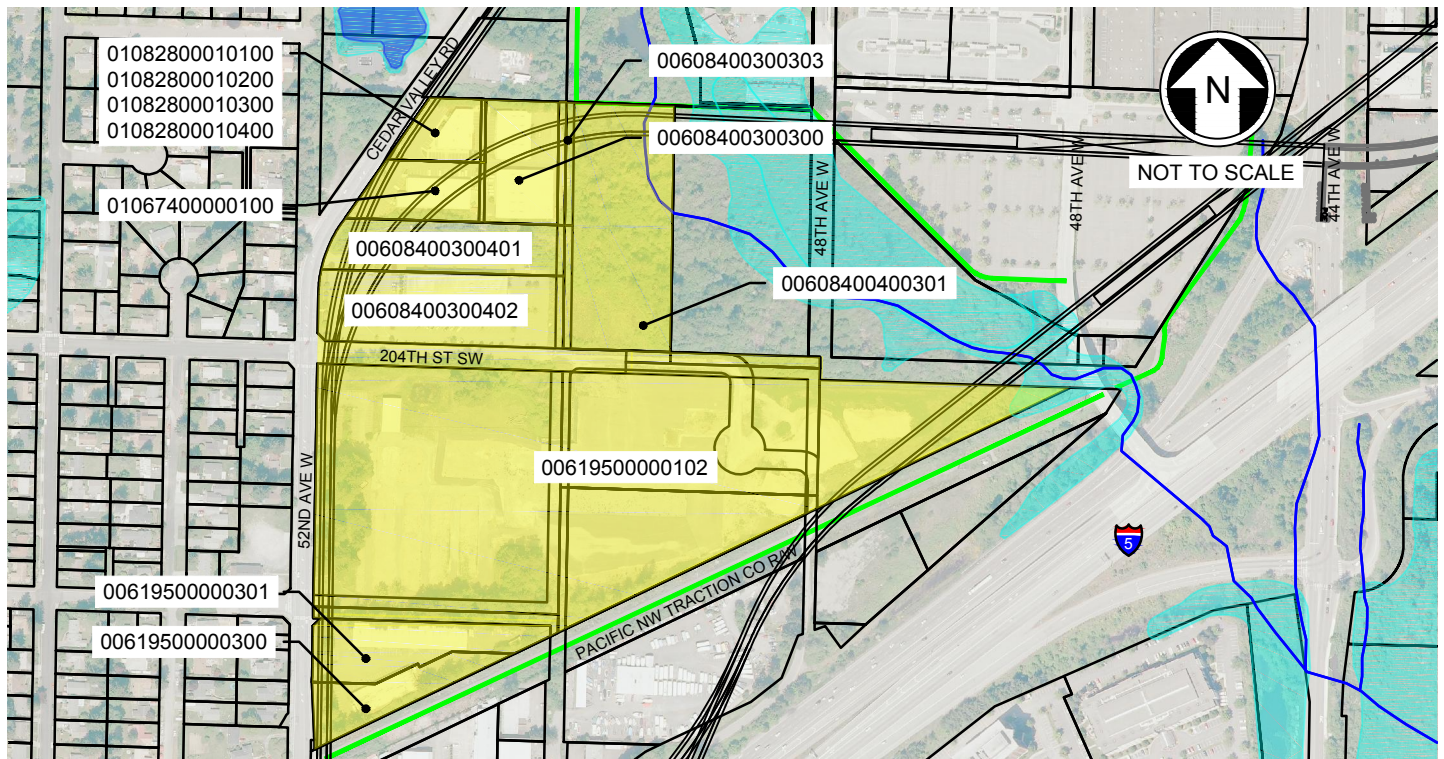 01082800010100
01082800010200
01082800010300
01082800010400
CEDAR VALLEY RD
00608400300303
00608400300300
N
NOT TO SCALE
48TH AVE W
48TH AVE W
44TH AVE W
01067400000100
00608400300401
00608400400301
00608400300402
204TH ST SW
00619500000102
52ND AVE W
5
PACIFIC NW TRACTION CO R/W
00619500000301
00619500000300